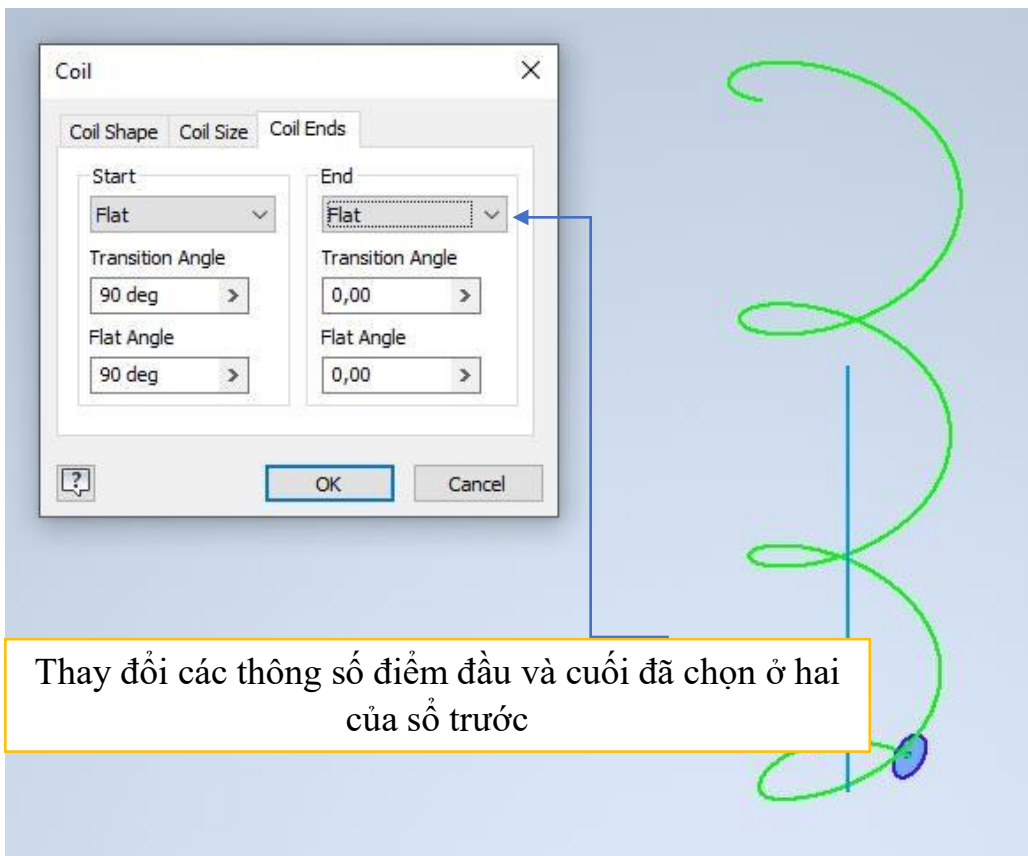 Coil
Coil Shape Coil Size Coil Ends
Start End
Flat Flat
Transition Angle Transition Angle
90 deg 0,00
Flat Angle Flat Angle
90 deg 0,00
OK Cancel
Thay đổi các thông số điểm đầu và cuối đã chọn ở hai
của sổ trước